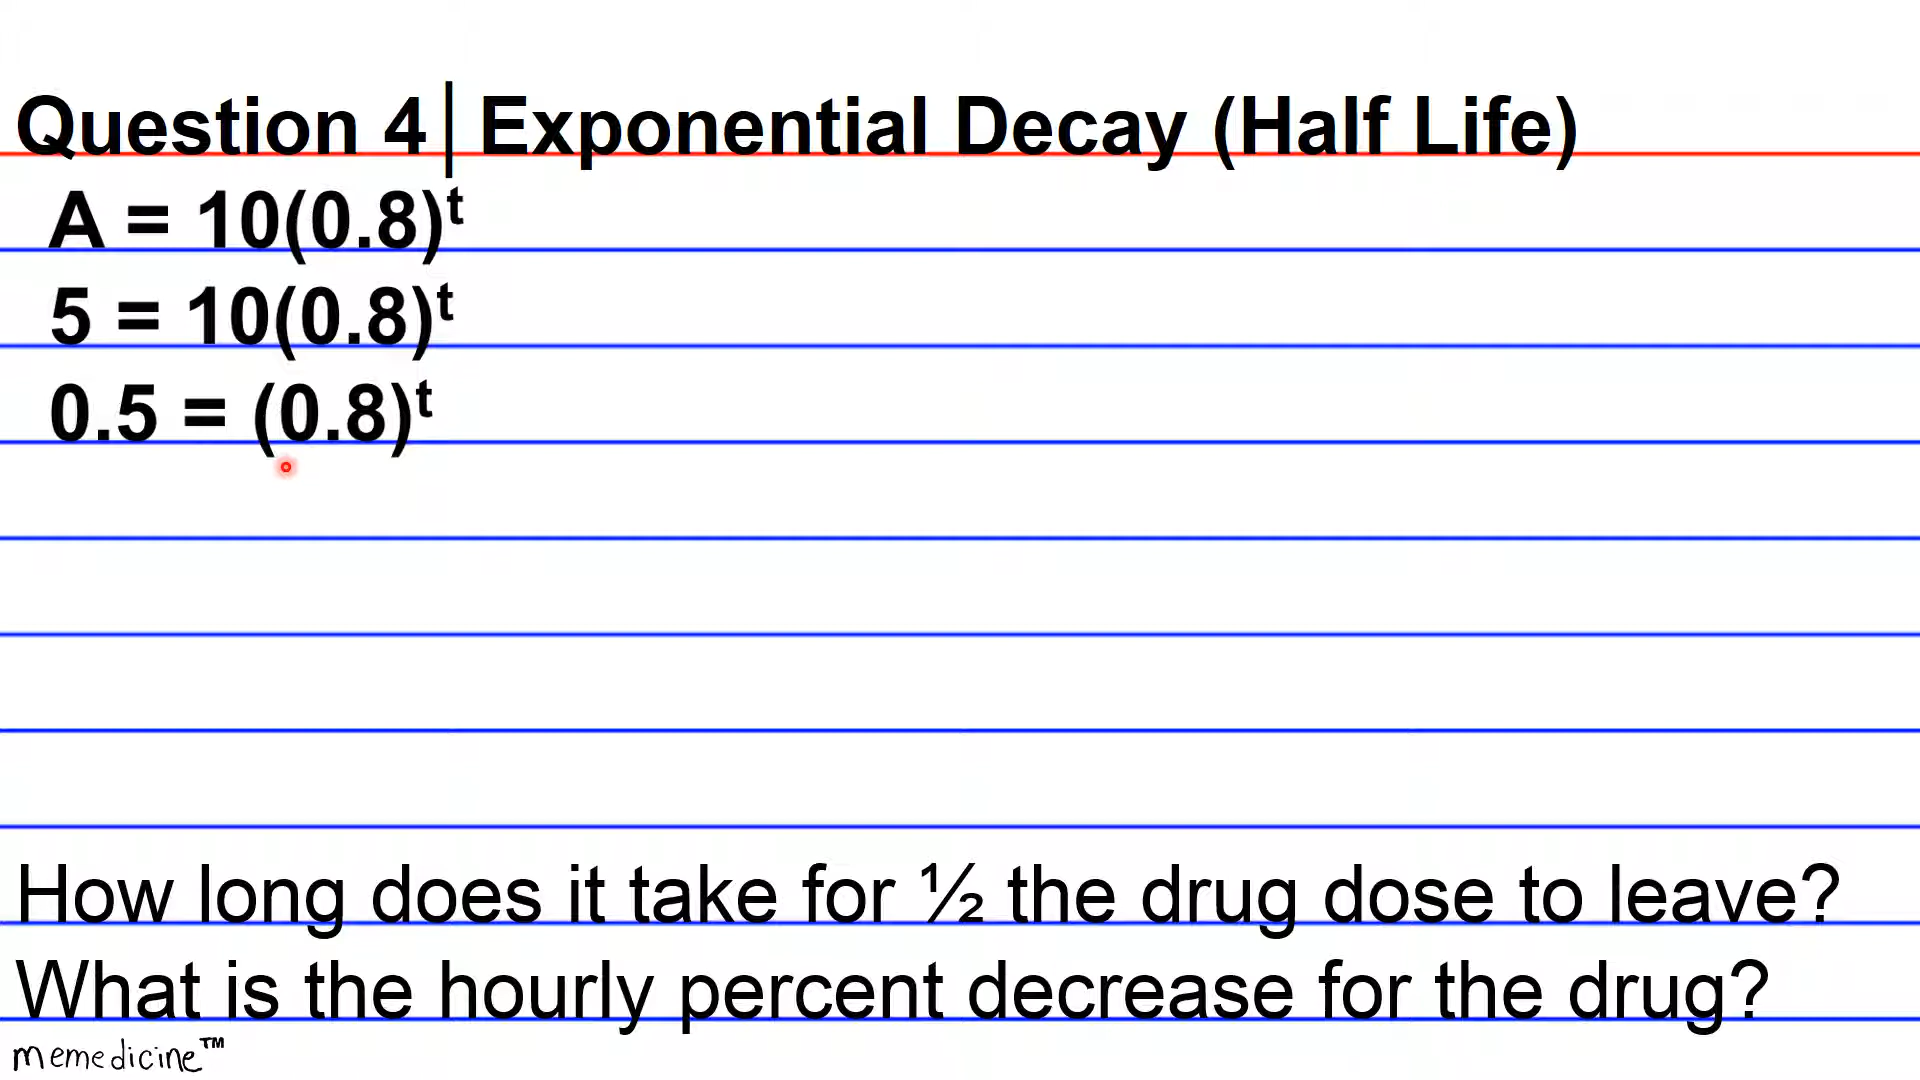 Question 4| Exponential Decay (Half Life)
A = 10(0.8)ᵗ
5 = 10(0.8)ᵗ
0.5 = (0.8)ᵗ
How long does it take for ½ the drug dose to leave?
What is the hourly percent decrease for the drug?
memedicine™